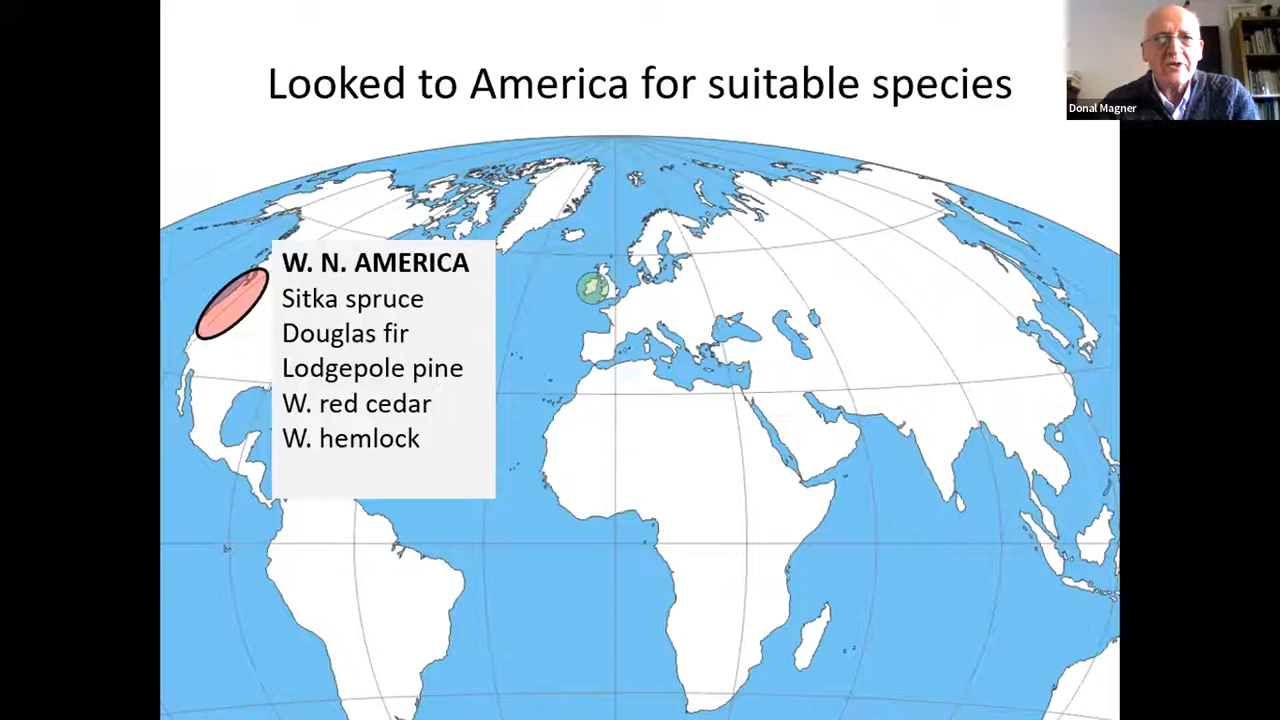 Looked to America for suitable species
Donal Magner
W. N. AMERICA
Sitka spruce
Douglas fir
Lodgepole pine
W. red cedar
W. hemlock